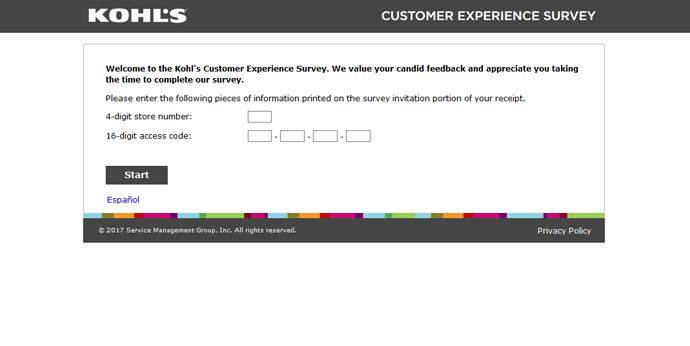 KOHL'S
CUSTOMER EXPERIENCE SURVEY
Welcome to the Kohl's Customer Experience Survey. We value your candid feedback and appreciate you taking
the time to complete our survey.
Please enter the following pieces of information printed on the survey invitation portion of your receipt.
4-digit store number:
16-digit access code:
- - -
Start
Español
© 2017 Service Management Group, Inc. All rights reserved.
Privacy Policy